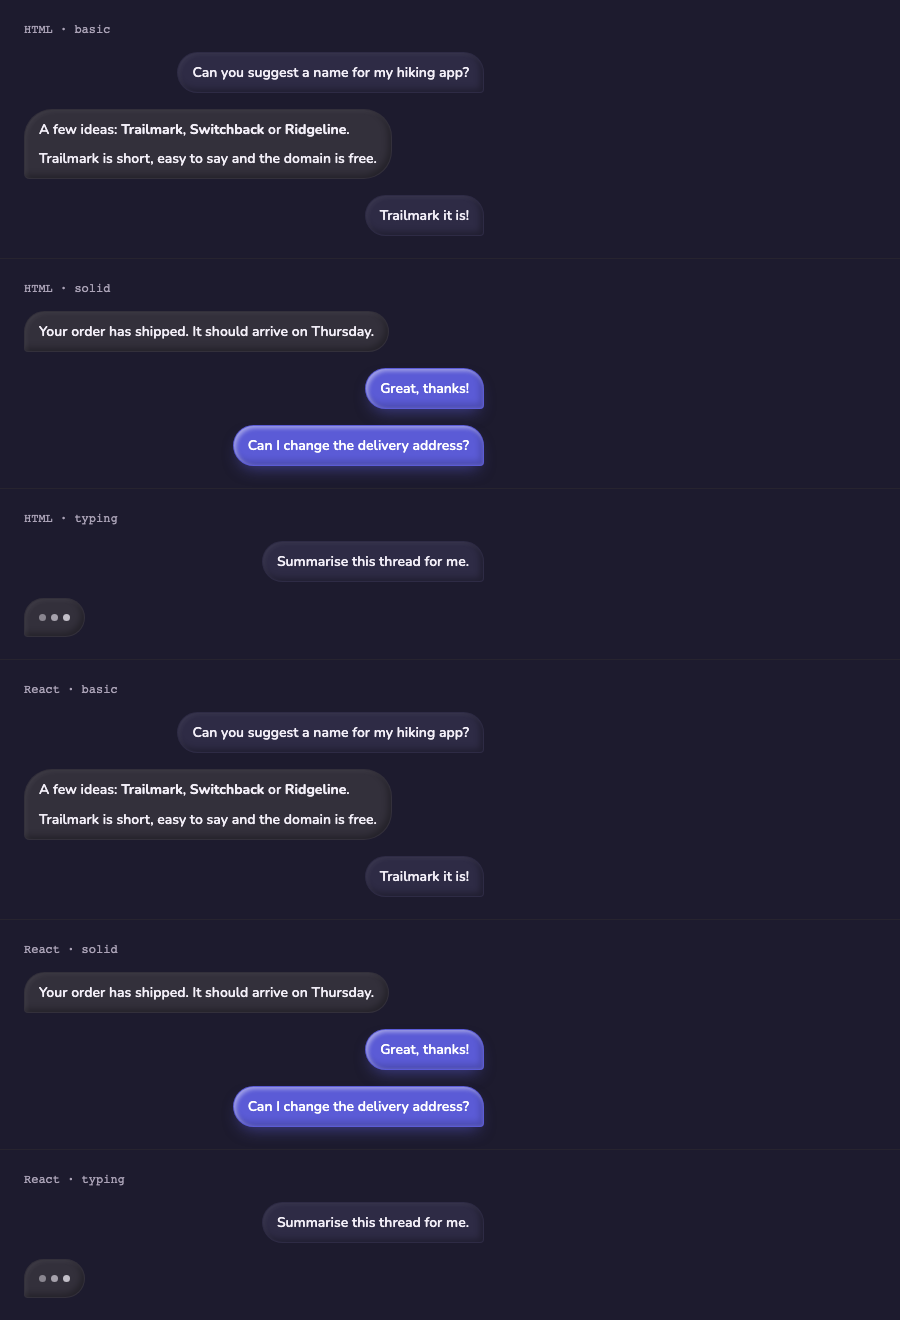 HTML · basic
Can you suggest a name for my hiking app?
A few ideas: Trailmark, Switchback or Ridgeline.
Trailmark is short, easy to say and the domain is free.
Trailmark it is!
HTML · solid
Your order has shipped. It should arrive on Thursday.
Great, thanks!
Can I change the delivery address?
HTML · typing
Summarise this thread for me.
React · basic
Can you suggest a name for my hiking app?
A few ideas: Trailmark, Switchback or Ridgeline.
Trailmark is short, easy to say and the domain is free.
Trailmark it is!
React · solid
Your order has shipped. It should arrive on Thursday.
Great, thanks!
Can I change the delivery address?
React · typing
Summarise this thread for me.